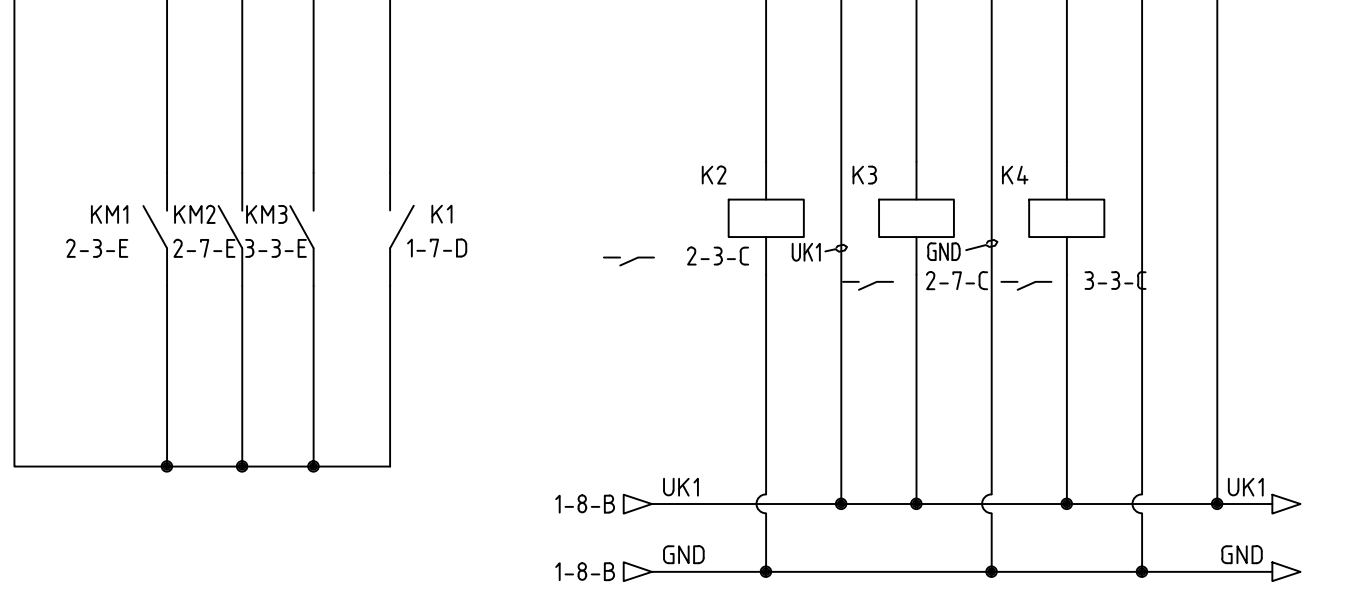 K2
K3
K4
KM1
KM2
KM3
K1
2-3-E
2-7-E
3-3-E
1-7-D
2-3-C
UK1
GND
2-7-C
3-3-C
UK1
UK1
1-8-B
GND
GND
1-8-B